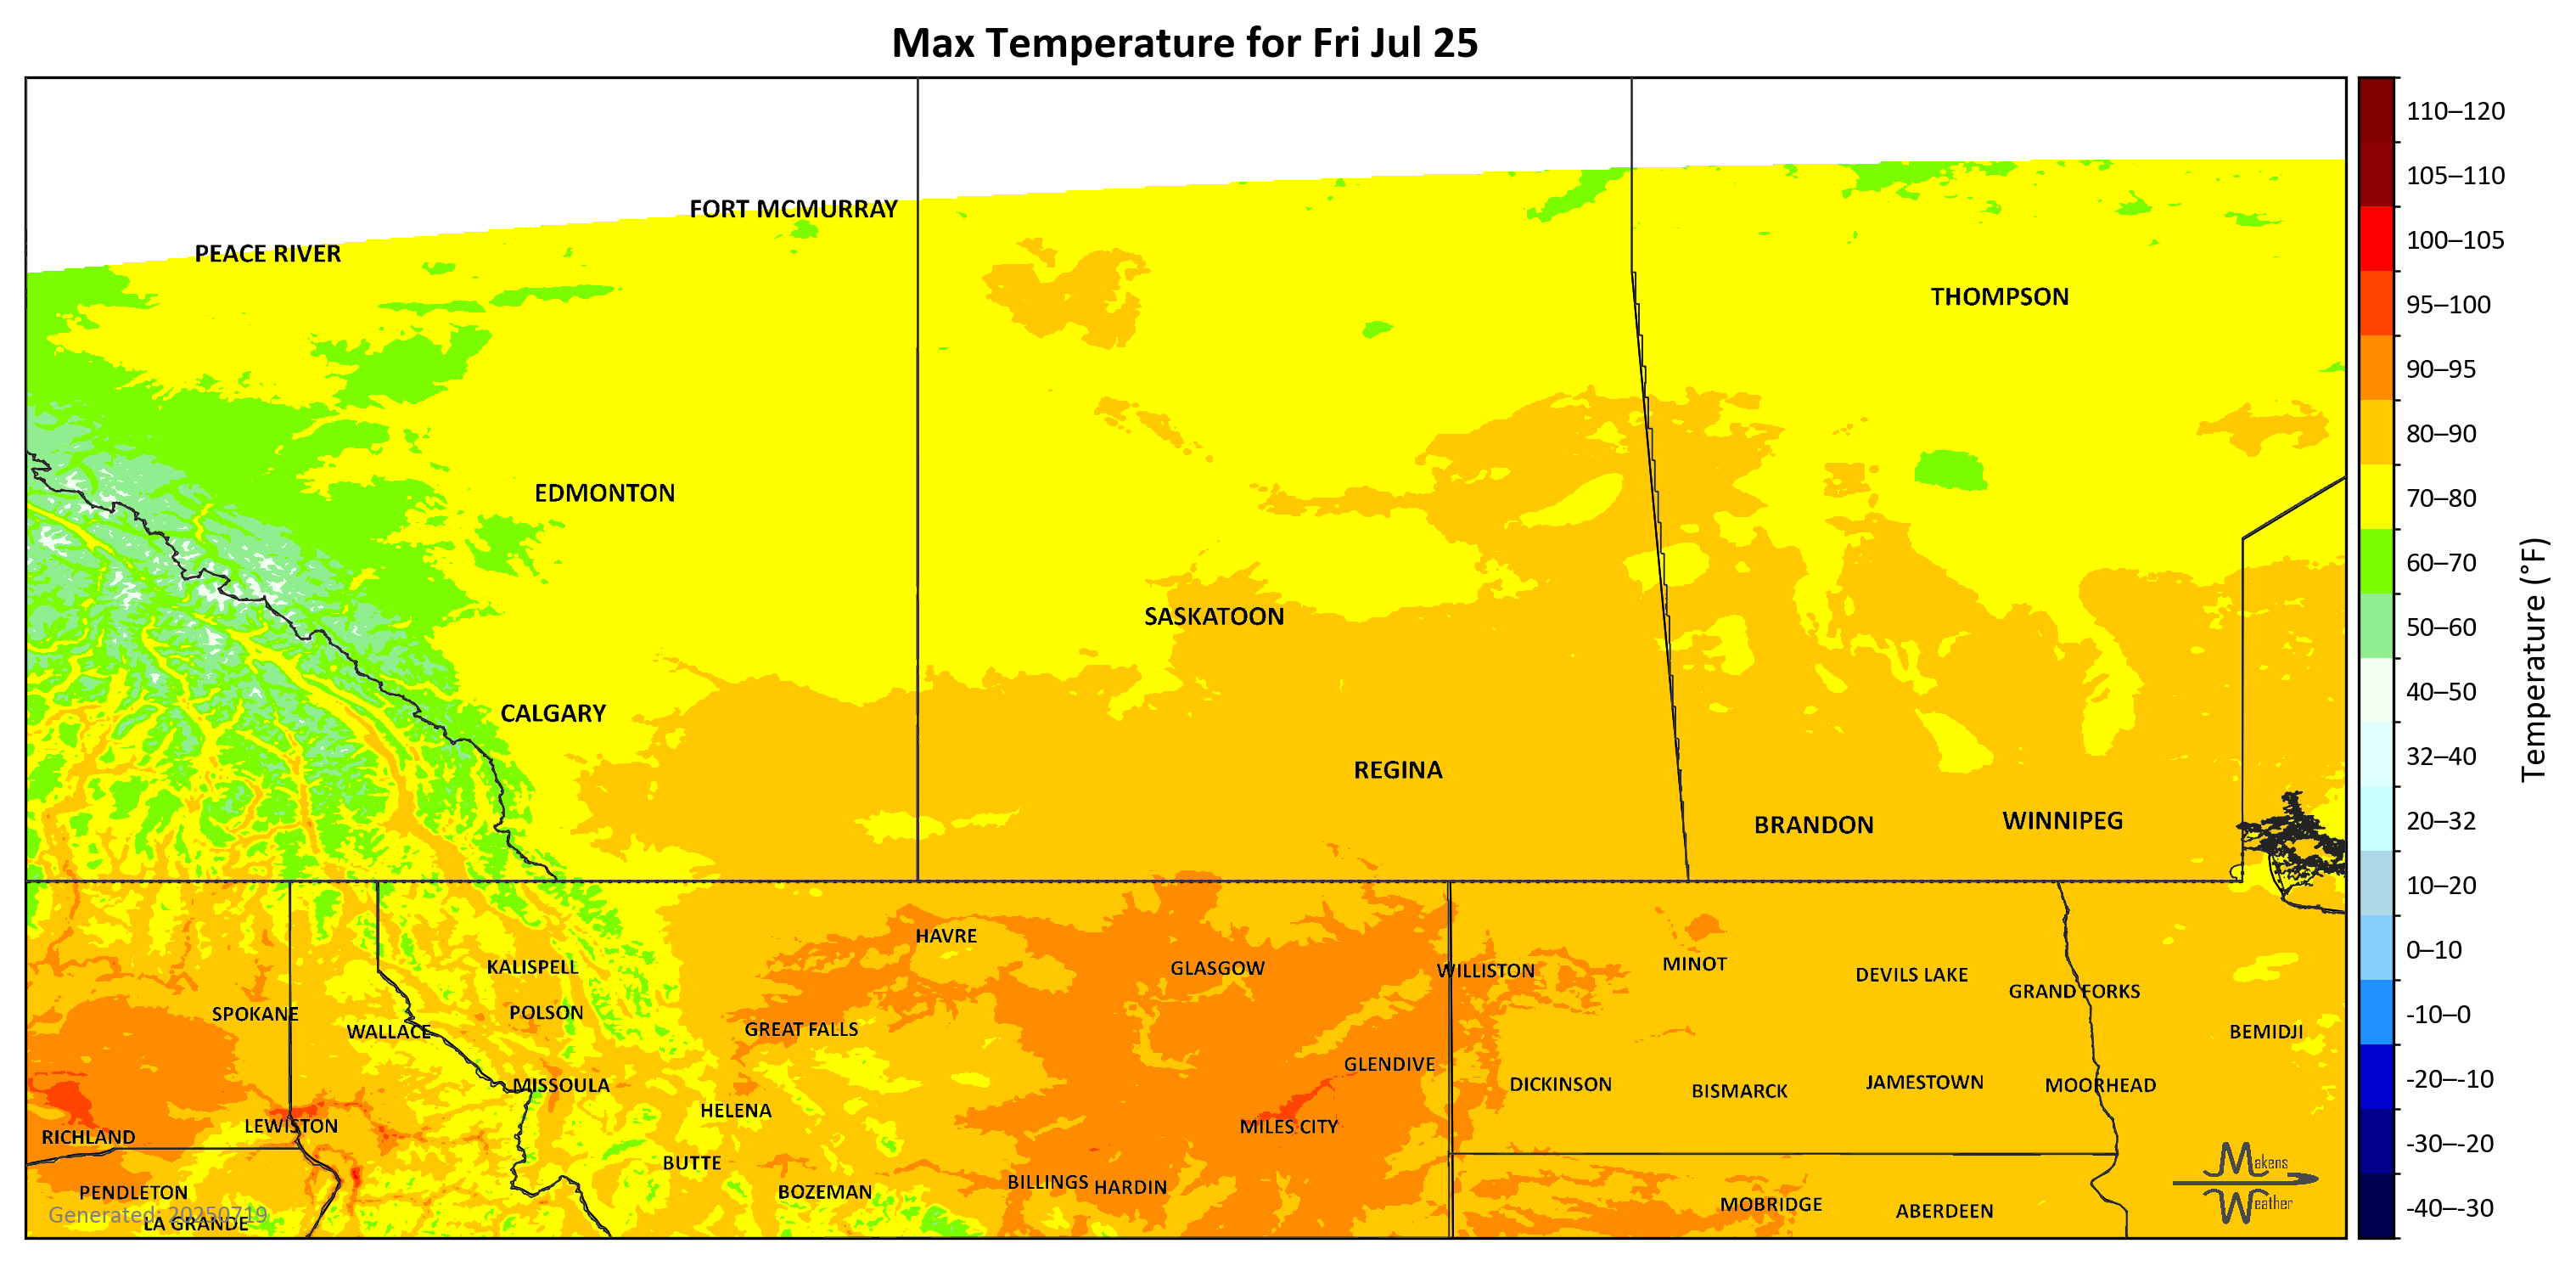 Max Temperature for Fri Jul 25
FORT MCMURRAY
PEACE RIVER
THOMPSON
EDMONTON
SASKATOON
CALGARY
REGINA
BRANDON
WINNIPEG
HAVRE
KALISPELL
GLASGOW
WILLISTON
MINOT
DEVILS LAKE
GRAND FORKS
SPOKANE
POLSON
WALLACE
GREAT FALLS
BEMIDJI
GLENDIVE
MISSOULA
DICKINSON
BISMARCK
JAMESTOWN
MOORHEAD
HELENA
LEWISTON
MILES CITY
RICHLAND
BUTTE
BILLINGS
HARDIN
PENDLETON
BOZEMAN
MOBRIDGE
ABERDEEN
Generated: 20250719
LA GRANDE
Makens
Weather
110–120
105–110
100–105
95–100
90–95
80–90
70–80
60–70
50–60
40–50
32–40
20–32
10–20
0–10
-10–0
-20–-10
-30–-20
-40–-30
Temperature (°F)